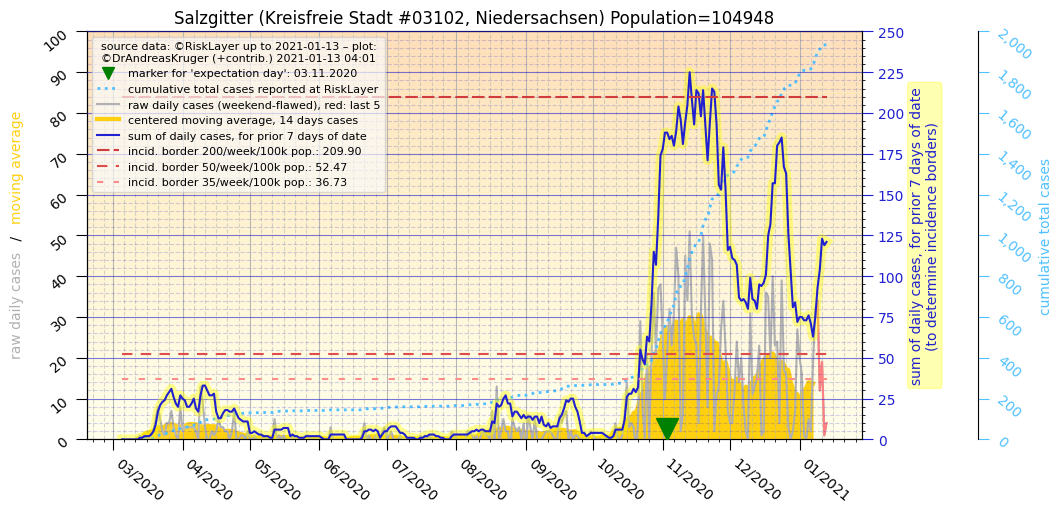 Salzgitter (Kreisfreie Stadt #03102, Niedersachsen) Population=104948
source data: ©RiskLayer up to 2021-01-13 – plot:
©DrAndreasKruger (+contrib.) 2021-01-13 04:01
marker for 'expectation day': 03.11.2020
cumulative total cases reported at RiskLayer
raw daily cases (weekend-flawed), red: last 5
centered moving average, 14 days cases
sum of daily cases, for prior 7 days of date
incid. border 200/week/100k pop.: 209.90
incid. border 50/week/100k pop.: 52.47
incid. border 35/week/100k pop.: 36.73
raw daily cases / moving average
100
90
80
70
60
50
40
30
20
10
0
03/2020
04/2020
05/2020
06/2020
07/2020
08/2020
09/2020
10/2020
11/2020
12/2020
01/2021
250
225
200
175
150
125
100
75
50
25
0
sum of daily cases, for prior 7 days of date
(to determine incidence borders)
2,000
1,800
1,600
1,400
1,200
1,000
800
600
400
200
0
cumulative total cases